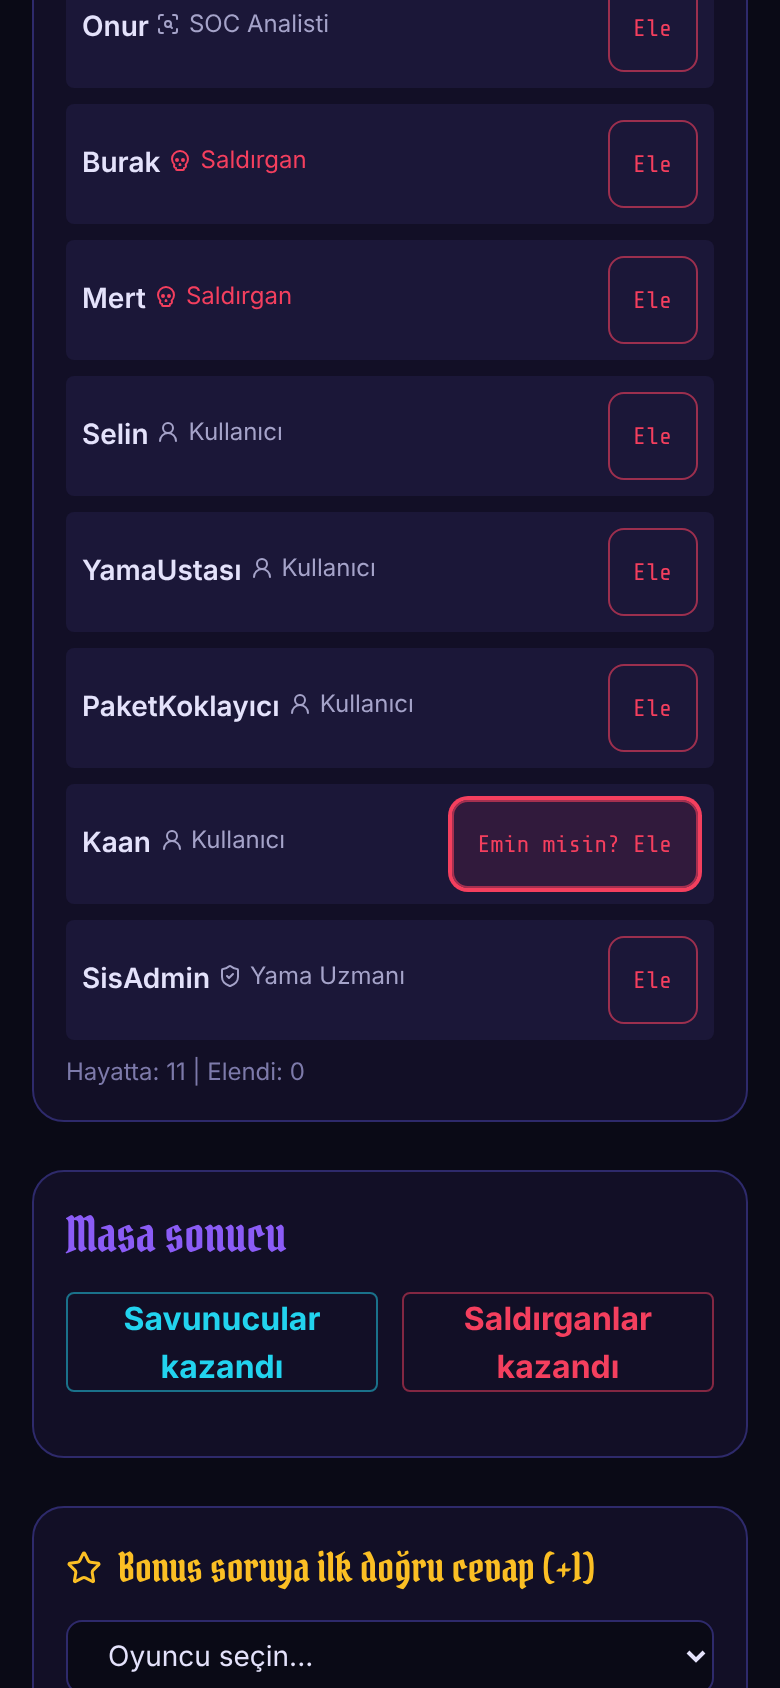 Onur SOC Analisti Ele
Burak Saldırgan Ele
Mert Saldırgan Ele
Selin Kullanıcı Ele
YamaUstası Kullanıcı Ele
PaketKoklayıcı Kullanıcı Ele
Kaan Kullanıcı Emin misin? Ele
SisAdmin Yama Uzmanı Ele
Hayatta: 11 | Elendi: 0
Masa sonucu
Savunucular
kazandı
Saldırganlar
kazandı
Bonus soruya ilk doğru cevap (+1)
Oyuncu seçin...